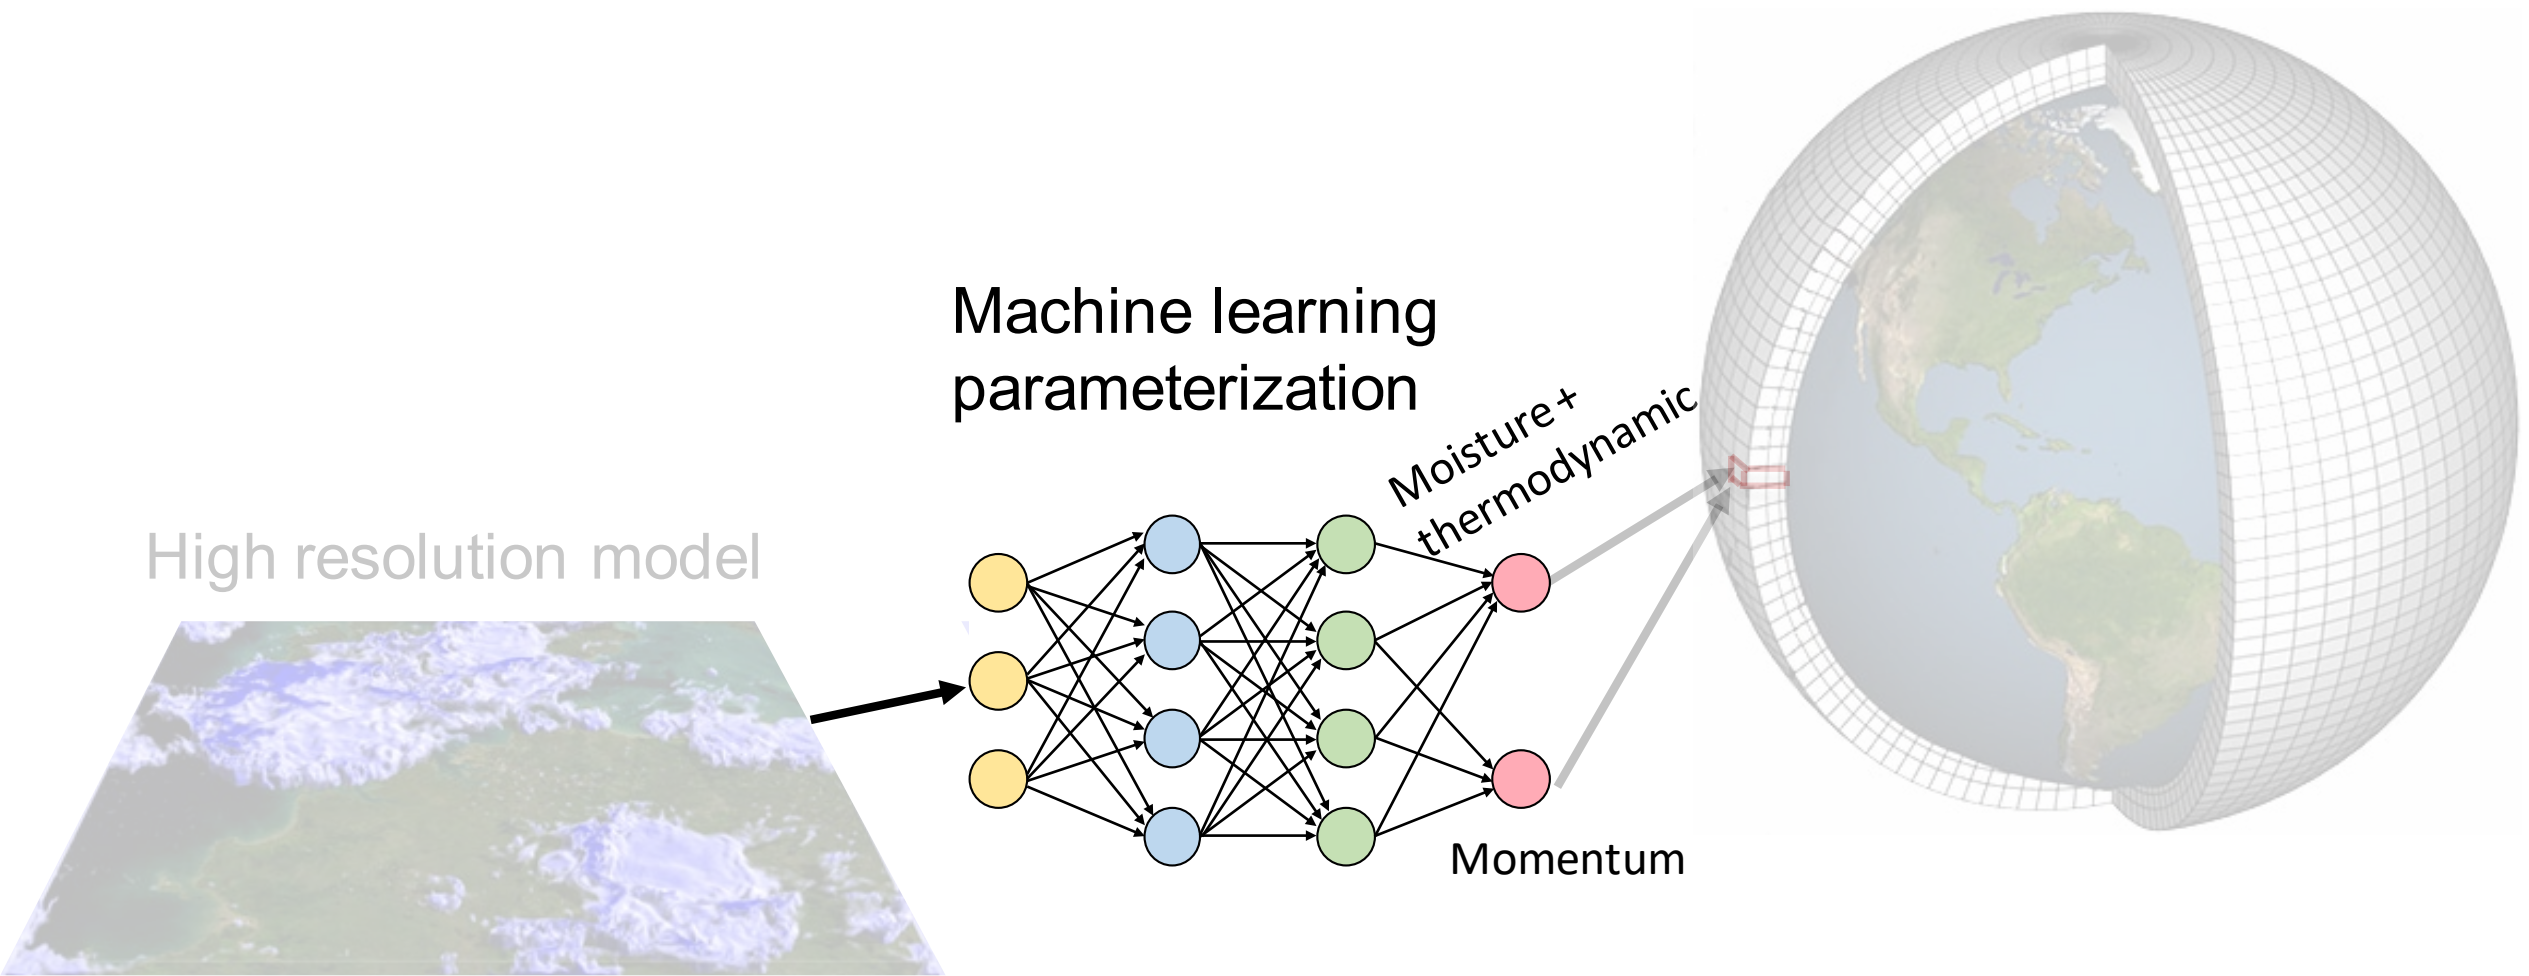 Machine learning
parameterization
Moisture+
thermodynamic
High resolution model
Momentum